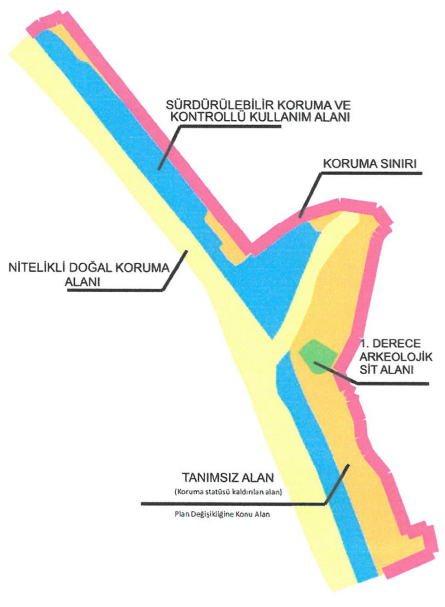 SÜRDÜRÜLEBİLİR KORUMA VE
KONTROLLÜ KULLANIM ALANI
KORUMA SINIRI
NİTELİKLİ DOĞAL KORUMA
ALANI
1. DERECE
ARKEOLOJİK
SİT ALANI
TANIMSIZ ALAN
(Koruma statüsü kaldırılan alan)
Plan Değişikliğine Konu Alan